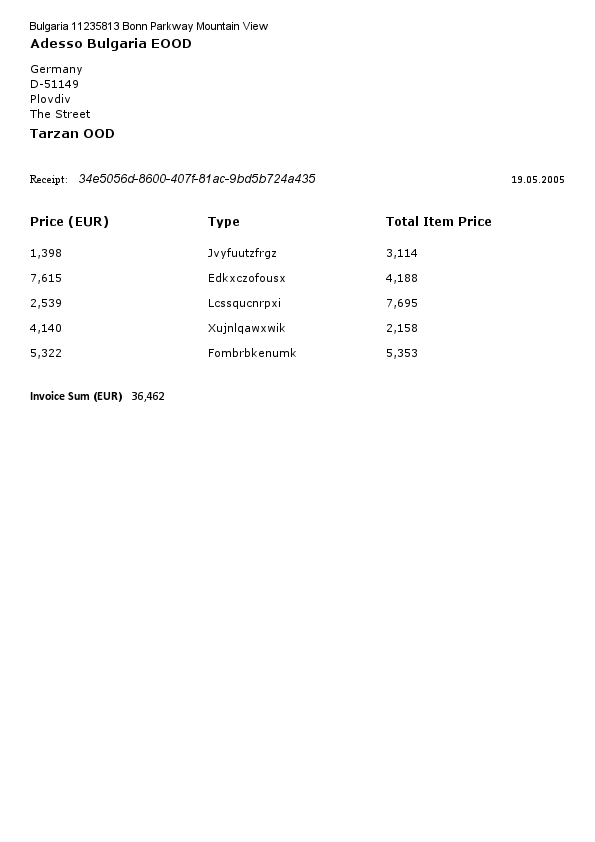 Bulgaria 11235813 Bonn Parkway Mountain View
Adesso Bulgaria EOOD
Germany
D-51149
Plovdiv
The Street
Tarzan OOD
Receipt: 34e5056d-8600-407f-81ac-9bd5b724a435 19.05.2005
Price (EUR) Type Total Item Price
1,398 Jvyfuutzfrgz 3,114
7,615 Edkxczofousx 4,188
2,539 Lcssqucnrpxi 7,695
4,140 Xujnlqawxwik 2,158
5,322 Fombrbkenumk 5,353
Invoice Sum (EUR) 36,462